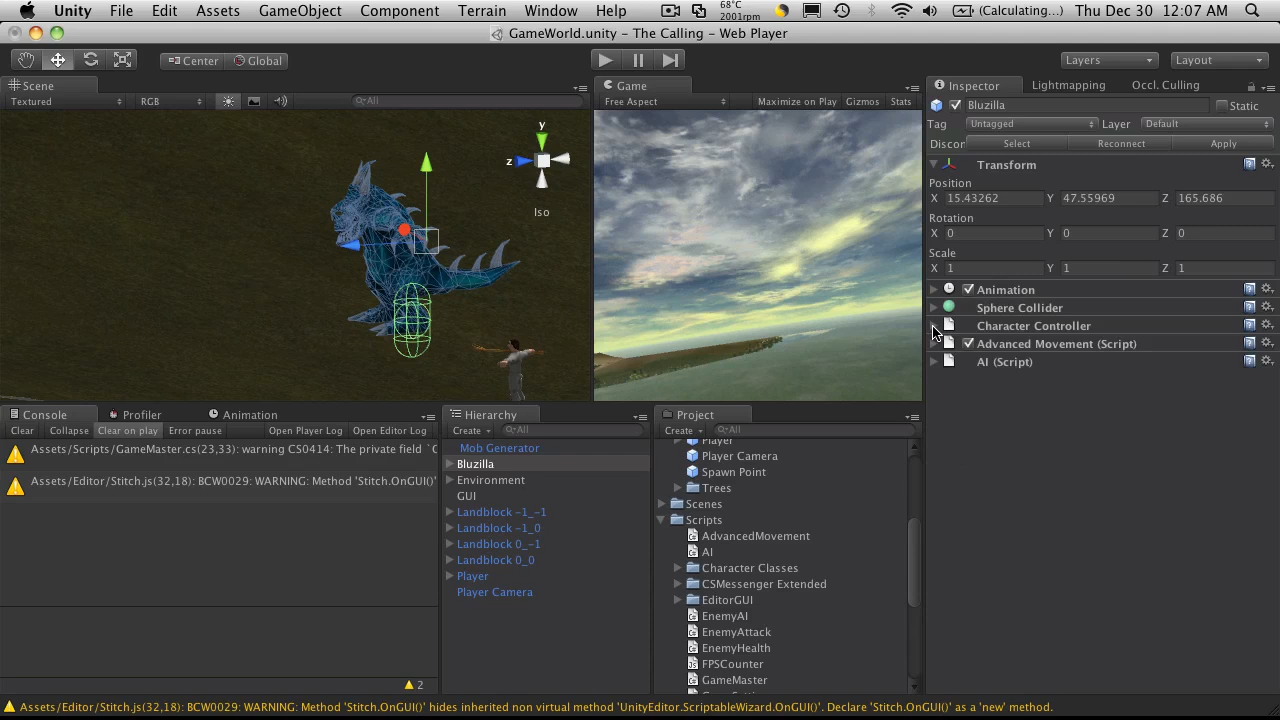 Unity File Edit Assets GameObject Component Terrain Window Help 68°C 2001rpm (Calculating...) Thu Dec 30 12:07 AM
GameWorld.unity – The Calling – Web Player
Center Global Layers Layout
Scene
Textured RGB All
y
z
Iso
Game
Free Aspect Maximize on Play Gizmos Stats
Inspector Lightmapping Occl. Culling
Bluzilla Static
Tag Untagged Layer Default
Discon Select Reconnect Apply
Transform
Position
X 15.43262 Y 47.55969 Z 165.686
Rotation
X 0 Y 0 Z 0
Scale
X 1 Y 1 Z 1
Animation
Sphere Collider
Character Controller
Advanced Movement (Script)
AI (Script)
Console Profiler Animation
Clear Collapse Clear on play Error pause Open Player Log Open Editor Log
Assets/Scripts/GameMaster.cs(23,33): warning CS0414: The private field `
Assets/Editor/Stitch.js(32,18): BCW0029: WARNING: Method 'Stitch.OnGUI()'
2
Hierarchy
Create All
Mob Generator
Bluzilla
Environment
GUI
Landblock -1_-1
Landblock -1_0
Landblock 0_-1
Landblock 0_0
Player
Player Camera
Project
Create All
Player
Player Camera
Spawn Point
Trees
Scenes
Scripts
AdvancedMovement
AI
Character Classes
CSMessenger Extended
EditorGUI
EnemyAI
EnemyAttack
EnemyHealth
FPSCounter
GameMaster
Assets/Editor/Stitch.js(32,18): BCW0029: WARNING: Method 'Stitch.OnGUI()' hides inherited non virtual method 'UnityEditor.ScriptableWizard.OnGUI()'. Declare 'Stitch.OnGUI()' as a 'new' method.